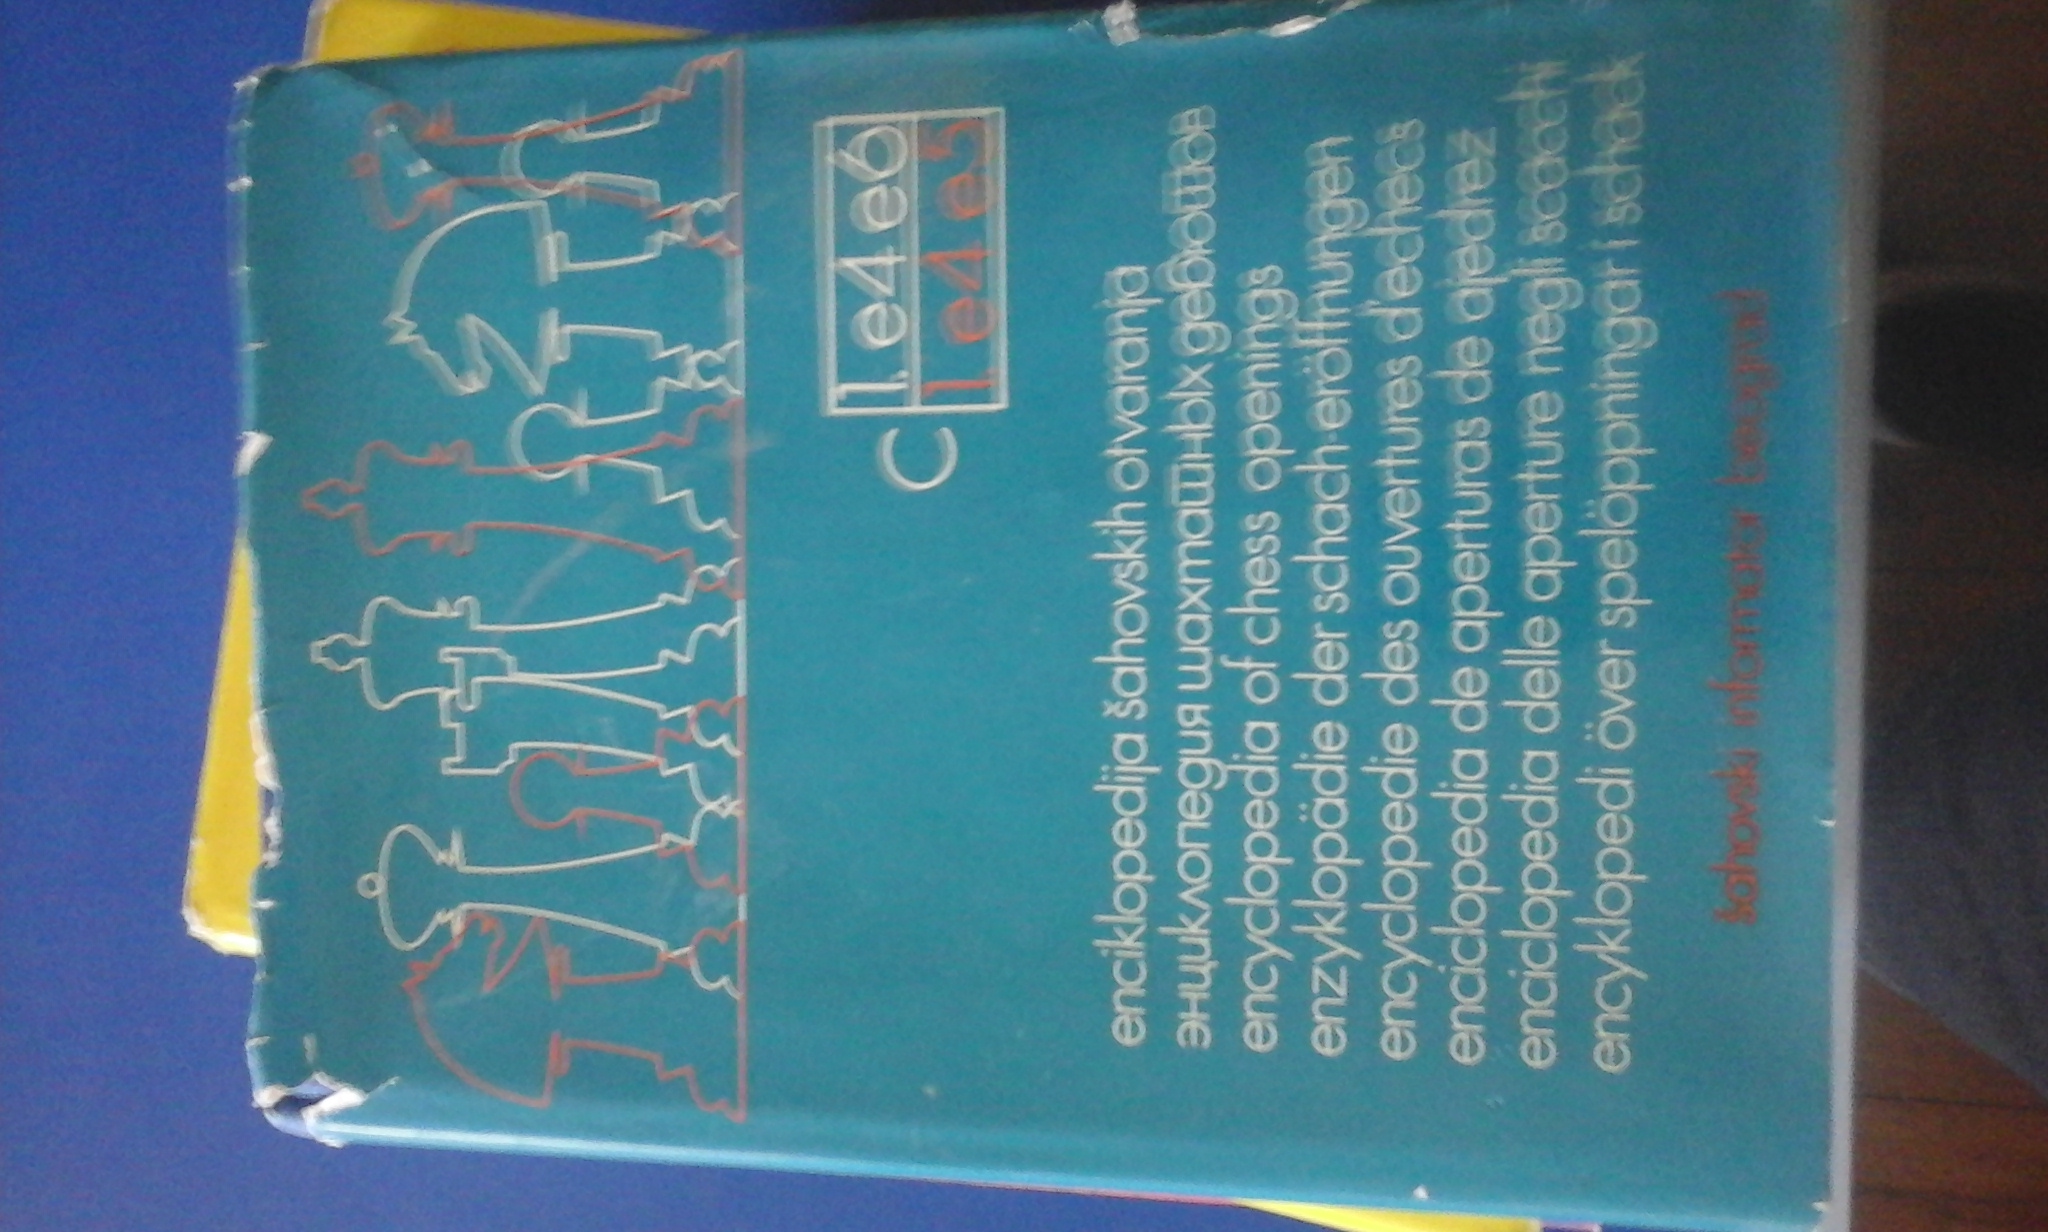 C
1. e4 e6
1. e4 e5
enciklopedija šahovskih otvaranja
энциклопедия шахматных дебютов
encyclopedia of chess openings
enzyklopädie der schach-eröffnungen
encyclopedie des ouvertures d'echecs
enciclopedia de aperturas de ajedrez
enciclopedia delle aperture negli scacchi
encyklopedi över spelöppningar i schack
šahovski informator beograd